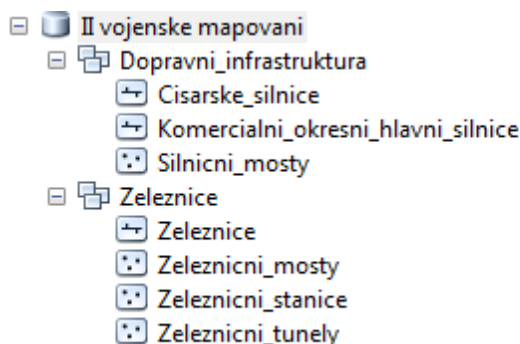 II vojenske mapovani
Dopravni_infrastruktura
Cisarske_silnice
Komercialni_okresni_hlavni_silnice
Silnicni_mosty
Zeleznice
Zeleznice
Zeleznicni_mosty
Zeleznicni_stanice
Zeleznicni_tunely